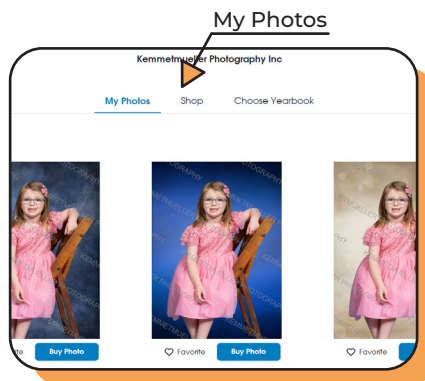 My Photos
Kemmetmueller Photography Inc
My Photos Shop Choose Yearbook
Buy Photo Favorite Buy Photo Favorite